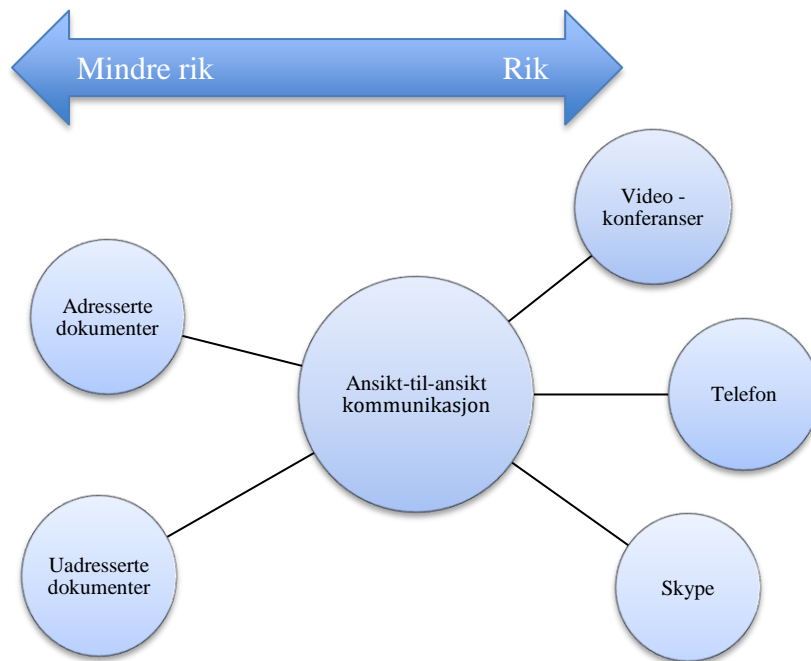 Mindre rik Rik
Video -
konferanser
Adresserte
dokumenter
Ansikt-til-ansikt
kommunikasjon
Telefon
Uadresserte
dokumenter
Skype